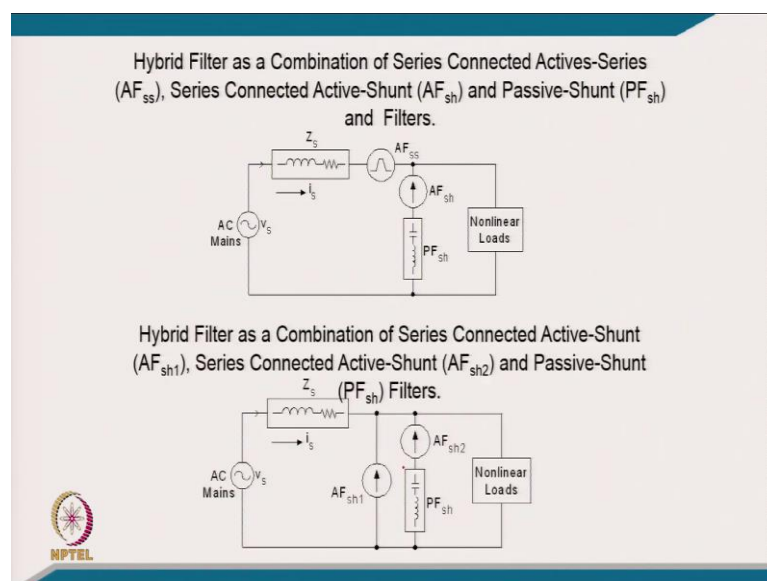 Hybrid Filter as a Combination of Series Connected Actives-Series
(AFss), Series Connected Active-Shunt (AFsh) and Passive-Shunt (PFsh)
and Filters.
Zs
AFss
is
AFsh
AC
Mains
vs
PFsh
Nonlinear
Loads
Hybrid Filter as a Combination of Series Connected Active-Shunt
(AFsh1), Series Connected Active-Shunt (AFsh2) and Passive-Shunt
(PFsh) Filters.
Zs
is
AFsh2
AC
Mains
vs
AFsh1
PFsh
Nonlinear
Loads
NPTEL